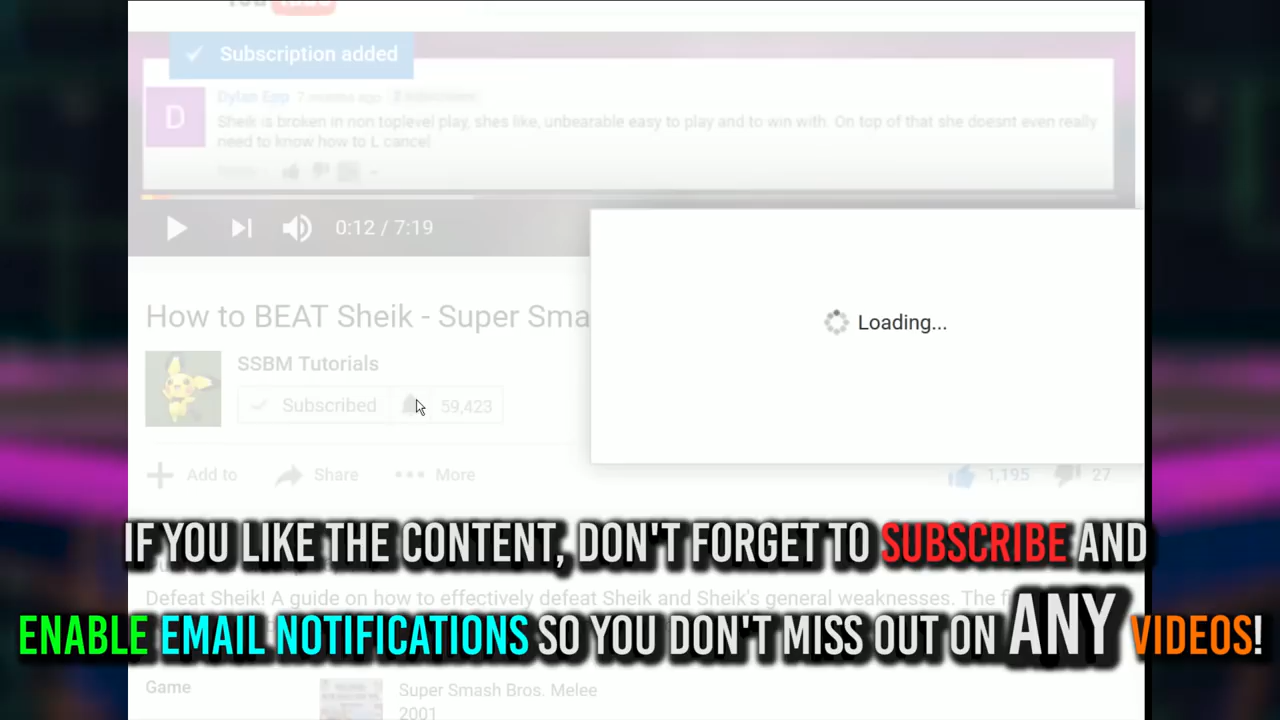 Subscription added
D
Dylan 7 months ago
Sheik is broken in non toplevel play, shes like, unbearable easy to play and to win with. On top of that she doesnt even really
need to know how to L cancel
0:12 / 7:19
Loading...
How to BEAT Sheik - Super Sma
SSBM Tutorials
Subscribed 59,423
Add to Share More 1,195 27
IF YOU LIKE THE CONTENT, DON'T FORGET TO SUBSCRIBE AND
Defeat Sheik! A guide on how to effectively defeat Sheik and Sheik's general weaknesses. The
ENABLE EMAIL NOTIFICATIONS SO YOU DON'T MISS OUT ON ANY VIDEOS!
Game Super Smash Bros. Melee
2001